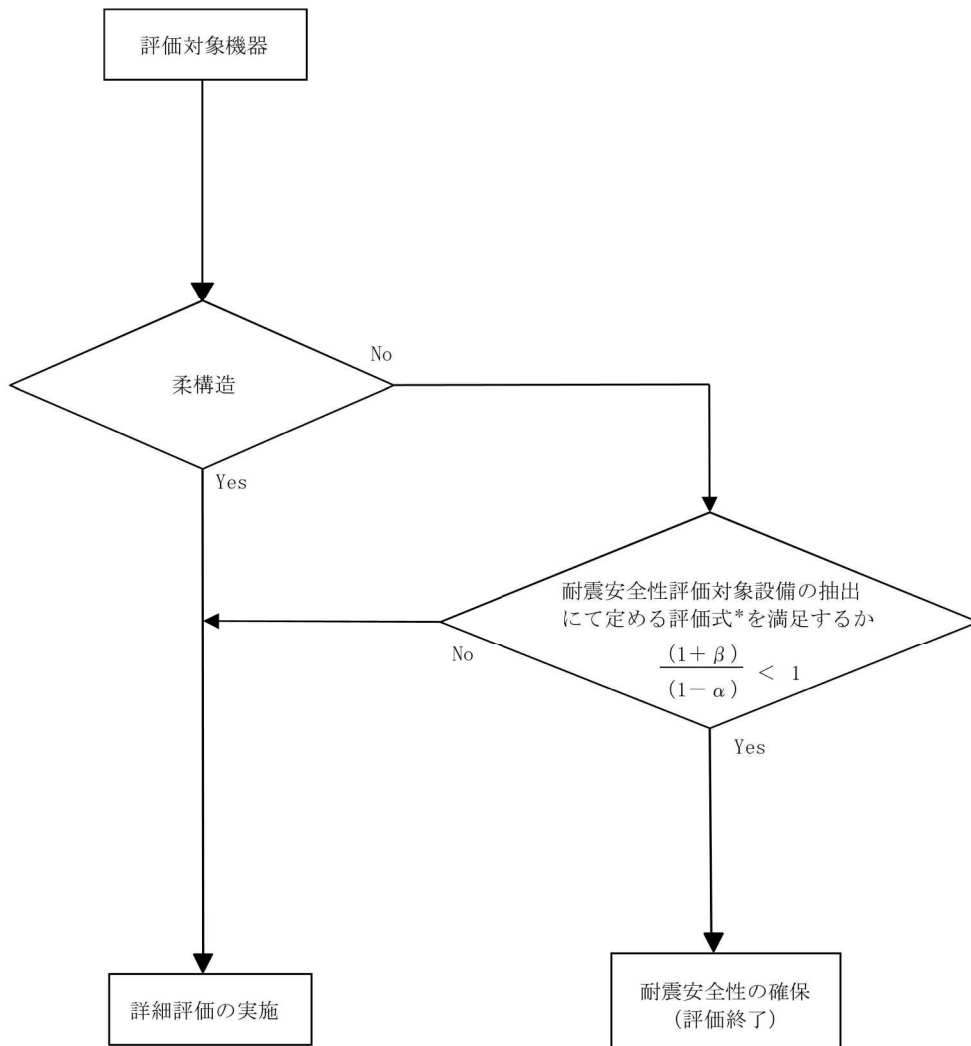 評価対象機器
No
柔構造
Yes
耐震安全性評価対象設備の抽出
にて定める評価式*を満足するか
No
(1+β)
(1-α)
< 1
Yes
詳細評価の実施
耐震安全性の確保
(評価終了)